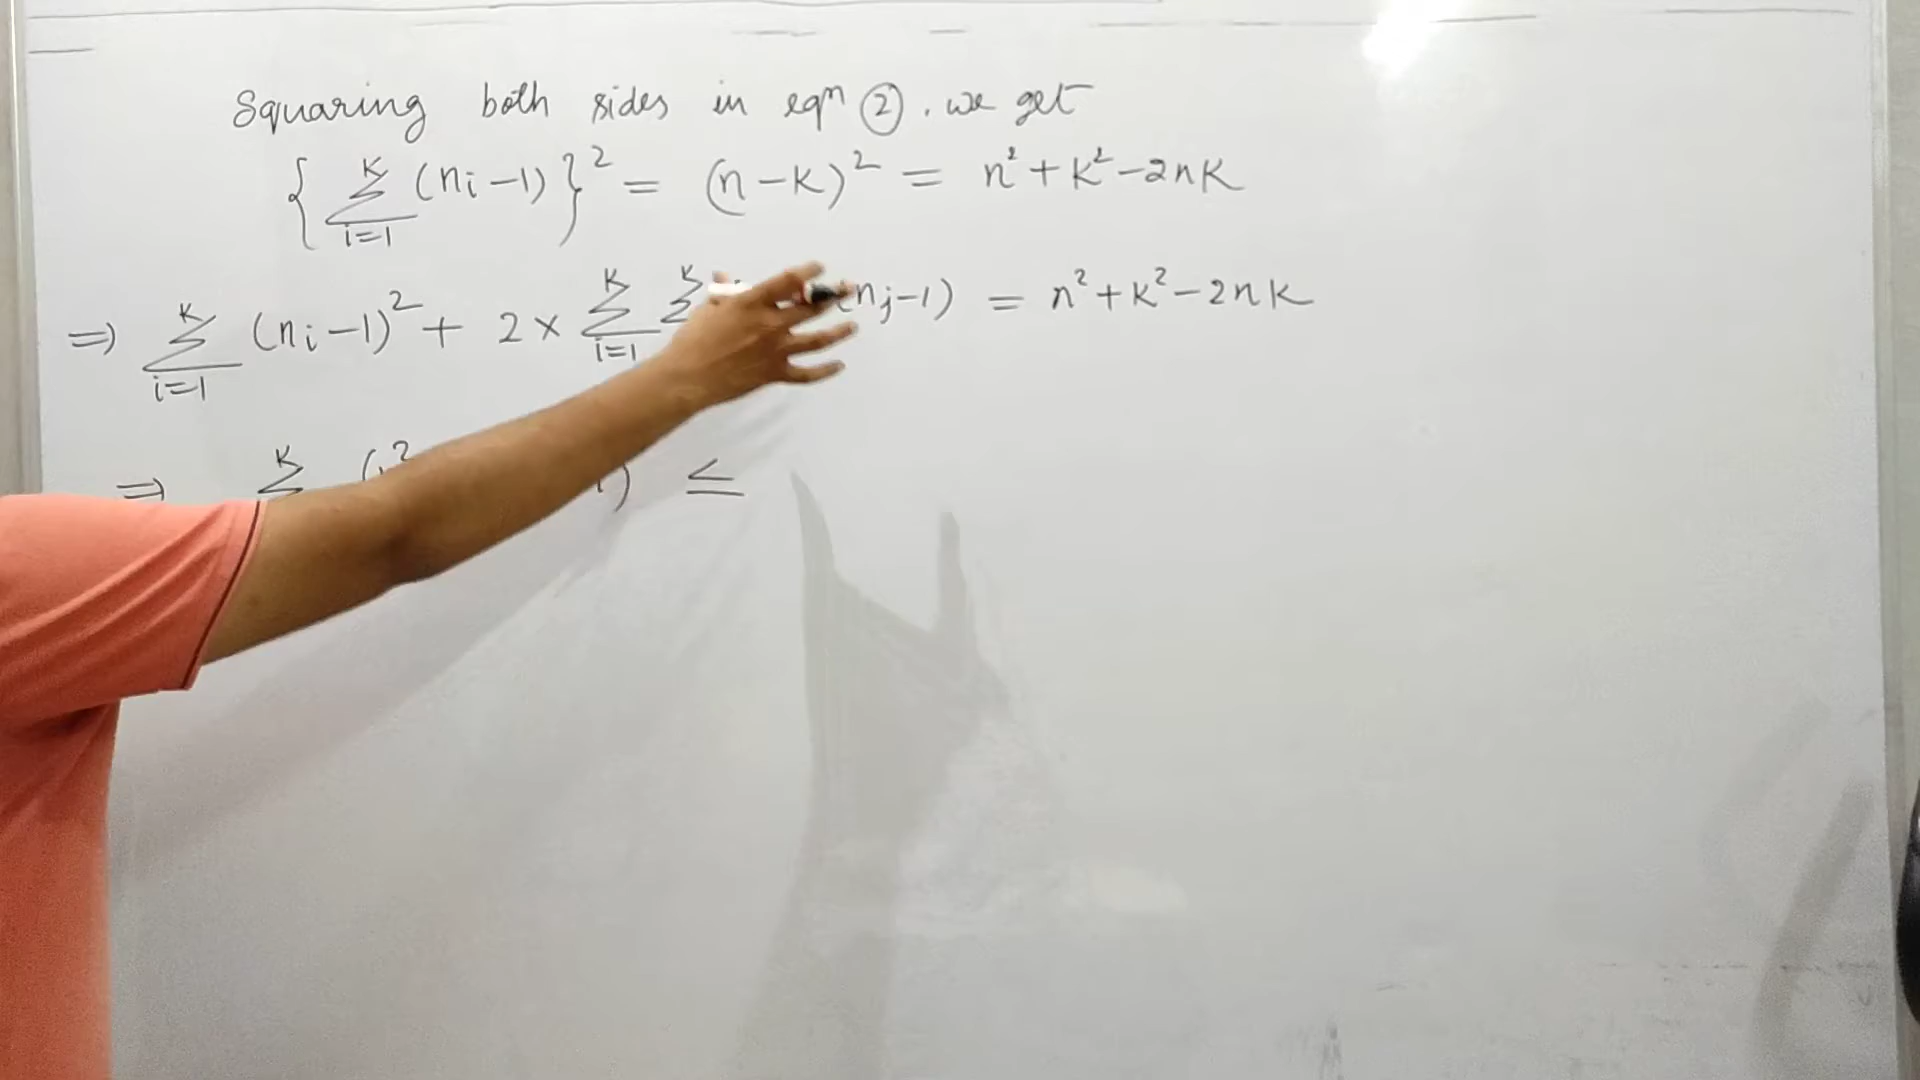 Squaring both sides in eqn ②. we get
{ K Σ i=1 (ni-1) }² = (n-K)² = n² + K² - 2nK
⇒ K Σ i=1 (ni-1)² + 2 × K Σ i=1 K Σ (nj-1) = n² + K² - 2nK
⇒ K Σ ( ² ) ≤